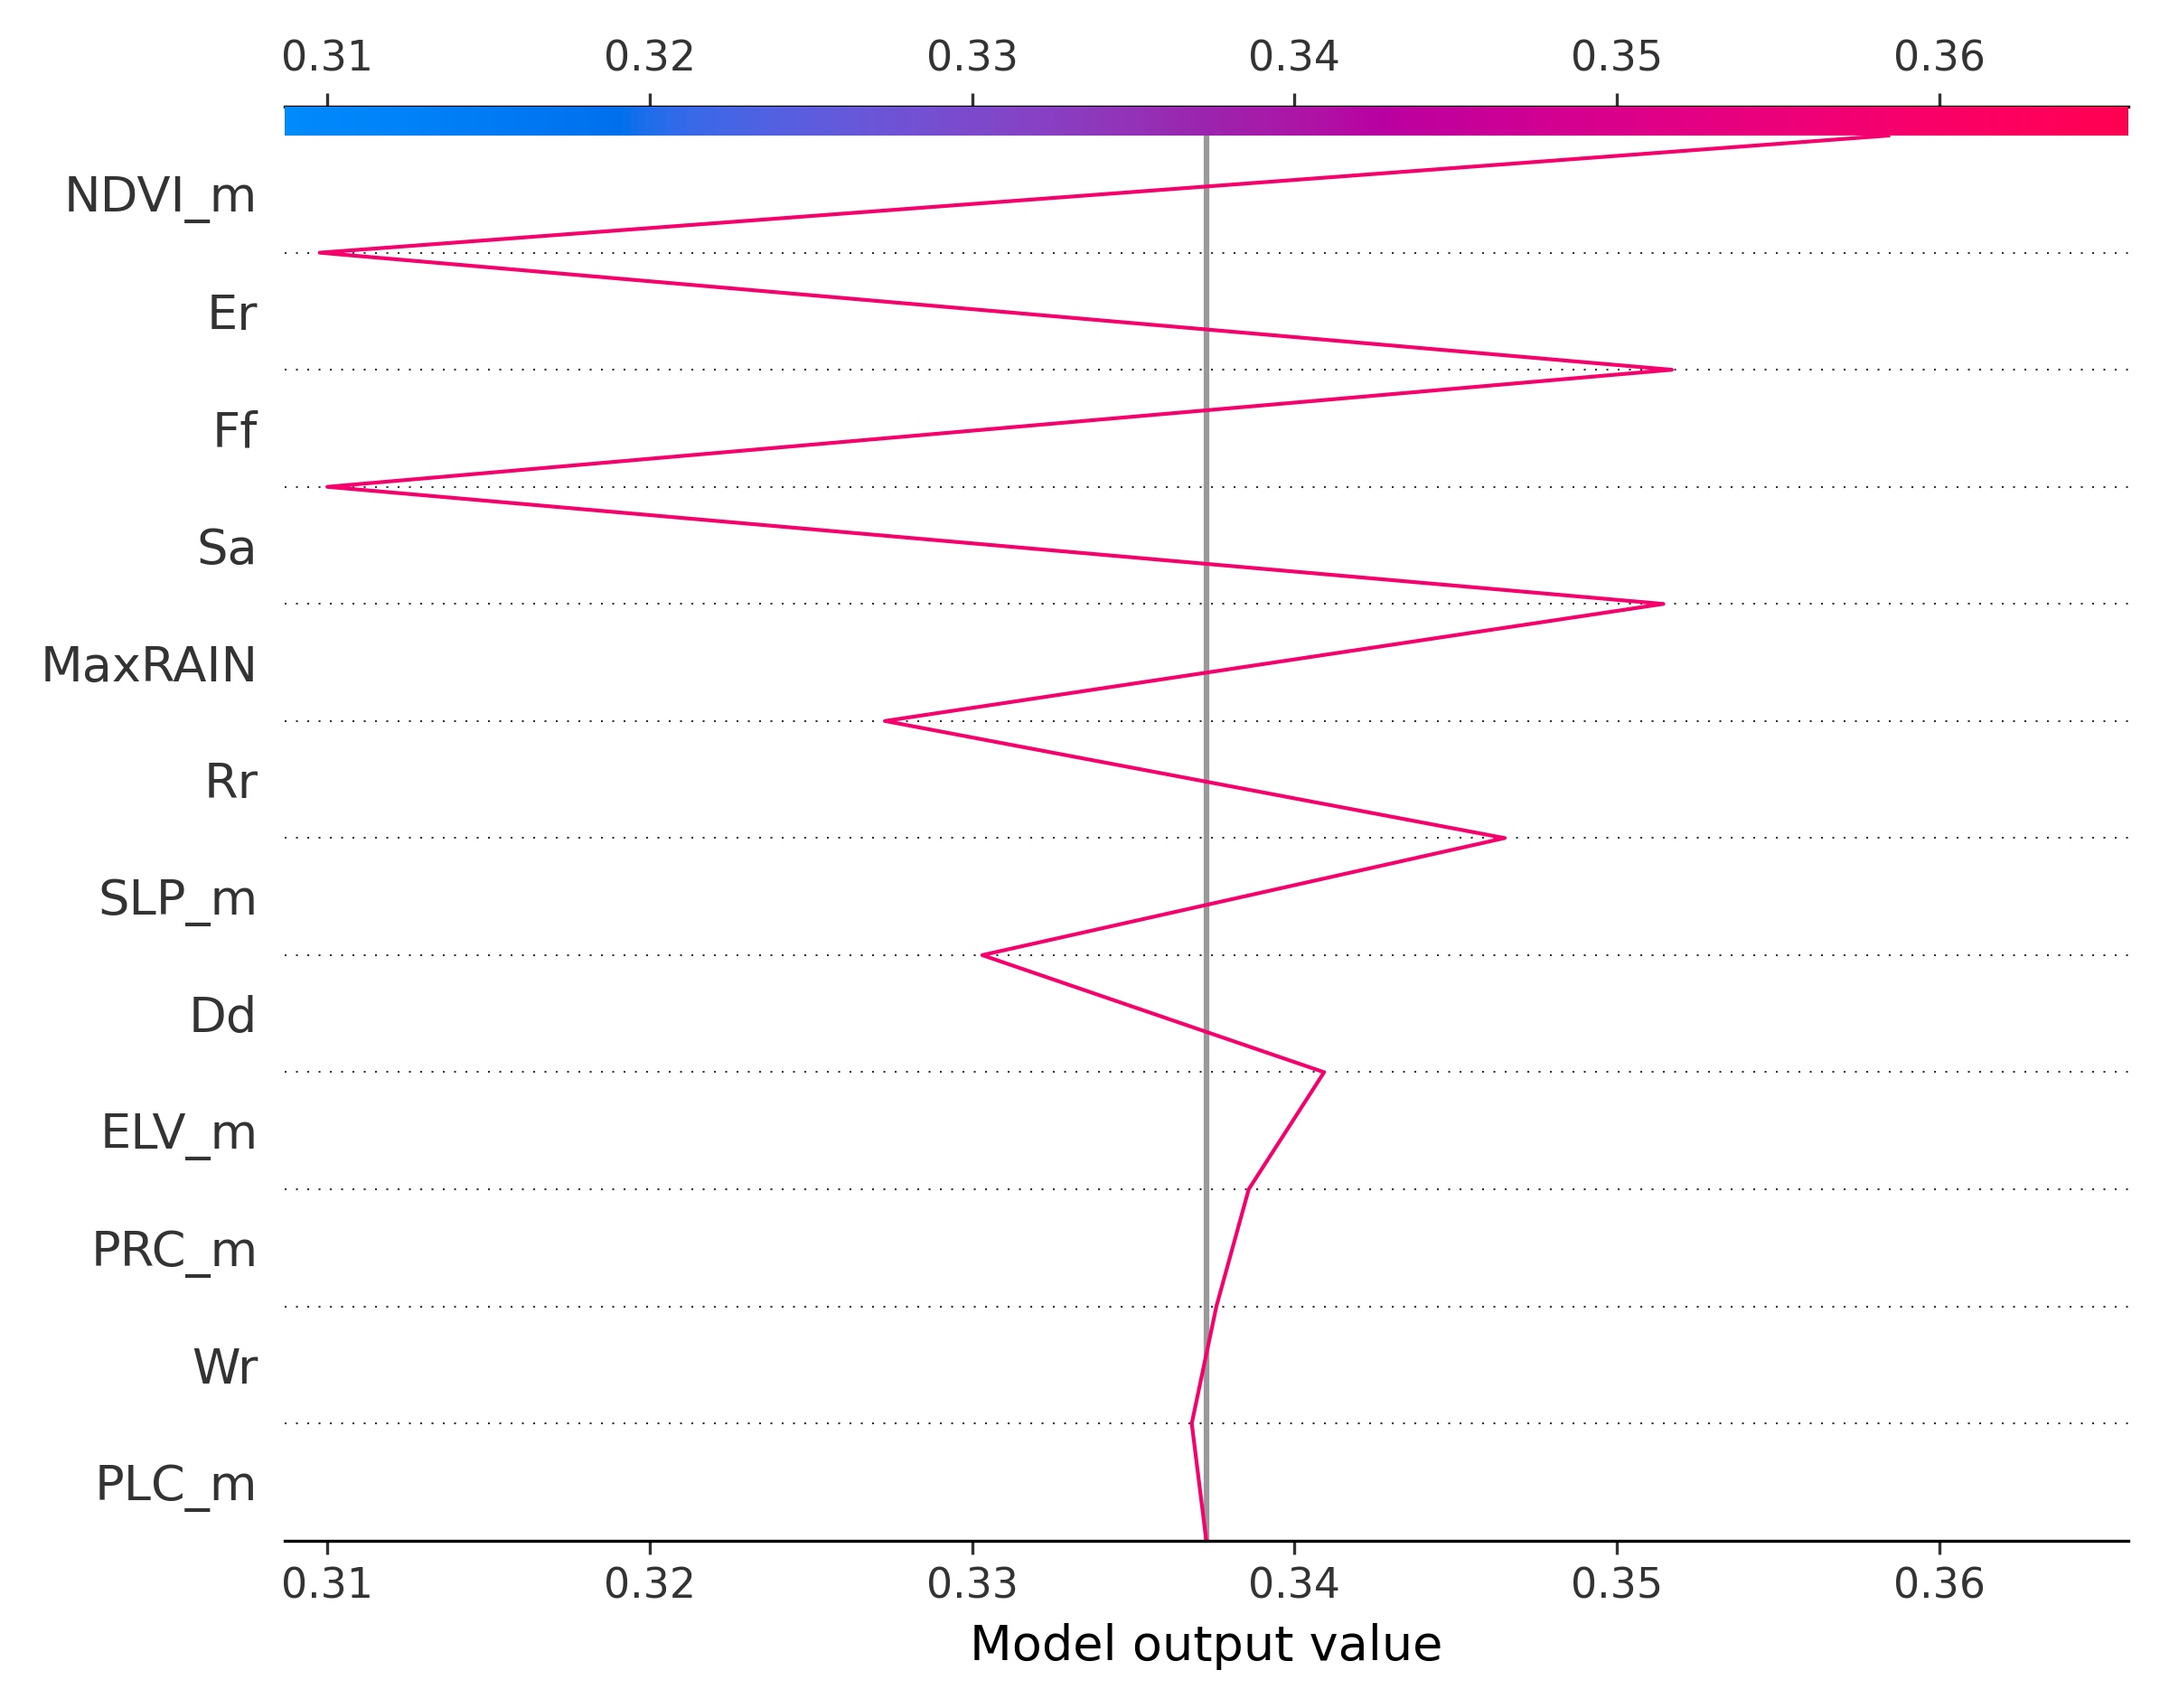 0.31 0.32 0.33 0.34 0.35 0.36
NDVI_m
Er
Ff
Sa
MaxRAIN
Rr
SLP_m
Dd
ELV_m
PRC_m
Wr
PLC_m
0.31 0.32 0.33 0.34 0.35 0.36
Model output value